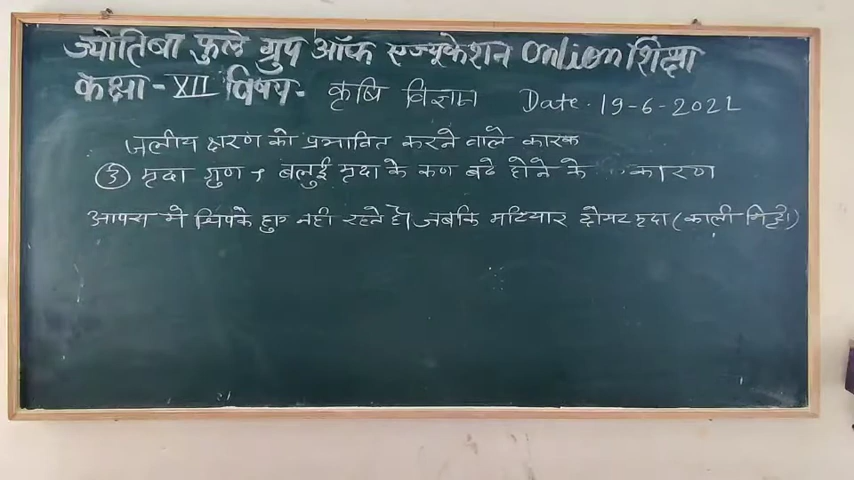 ज्योतिबा फुले ग्रुप ऑफ एज्यूकेशन onlion शिक्षा
कक्षा - XII विषय - कृषि विज्ञान Date. 19-6-2021
जलीय क्षरण को प्रभावित करने वाले कारक
③ मृदा गुण → बलुई मृदा के कण बडे होने के कारण
आपस मे चिपके हुए नही रहते है। जबकि मटियार दोमट मृदा (काली मिट्टी)